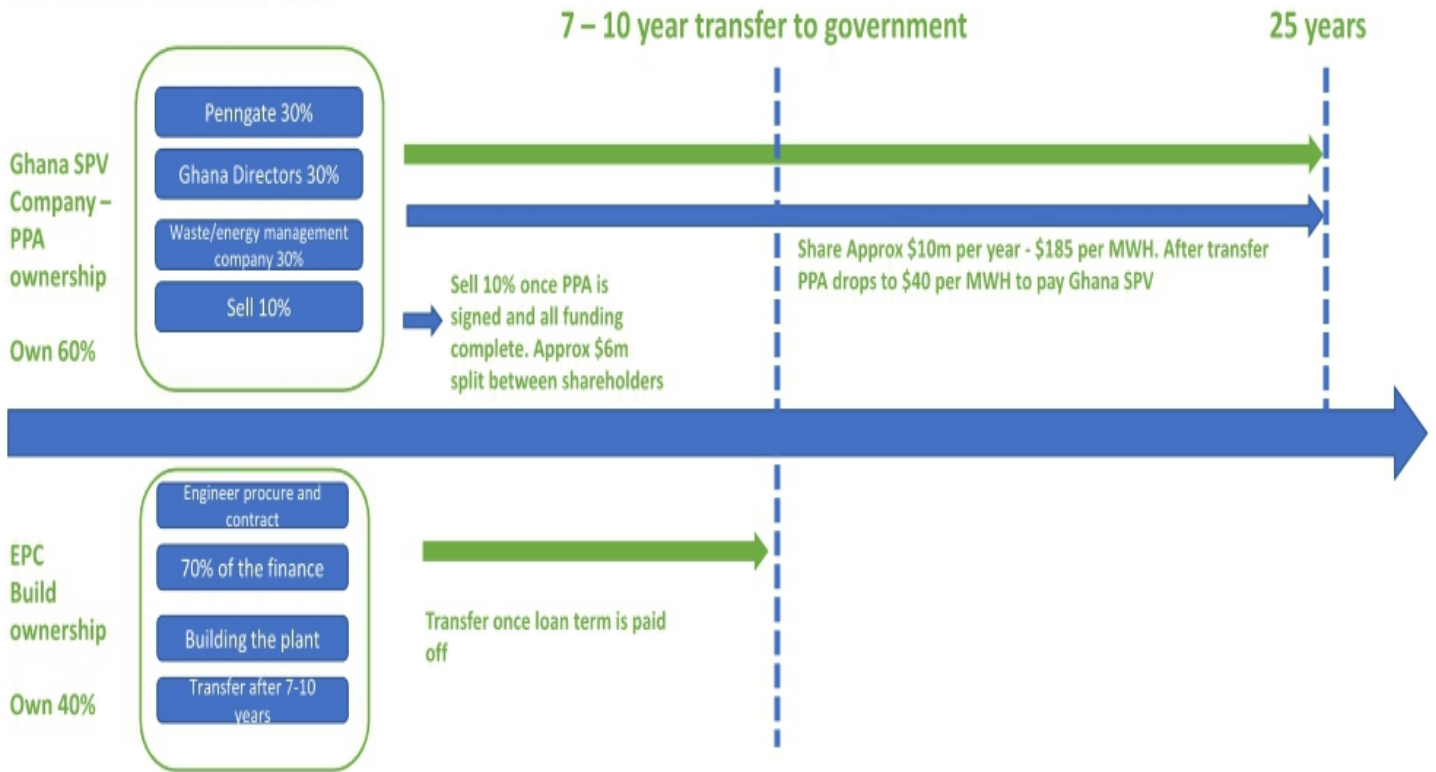 7 – 10 year transfer to government
25 years
Penngate 30%
Ghana Directors 30%
Waste/energy management
company 30%
Sell 10%
Ghana SPV
Company –
PPA
ownership
Own 60%
Share Approx $10m per year - $185 per MWH. After transfer
PPA drops to $40 per MWH to pay Ghana SPV
Sell 10% once PPA is
signed and all funding
complete. Approx $6m
split between shareholders
Engineer procure and
contract
70% of the finance
Building the plant
Transfer after 7-10
years
EPC
Build
ownership
Own 40%
Transfer once loan term is paid
off